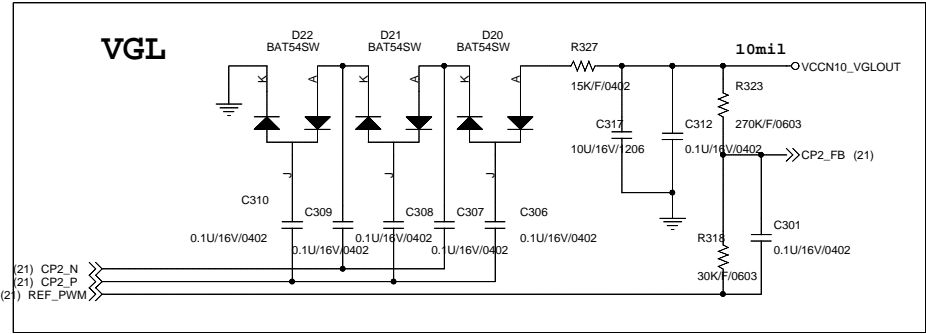 VGL
D22
BAT54SW
D21
BAT54SW
D20
BAT54SW
R327
15K/F/0402
10mil
VCCN10_VGLOUT
K
A
K
A
K
A
R323
270K/F/0603
C317
10U/16V/1206
C312
0.1U/16V/0402
CP2_FB (21)
J
J
J
C310
0.1U/16V/0402
C309
0.1U/16V/0402
C308
0.1U/16V/0402
C307
0.1U/16V/0402
C306
0.1U/16V/0402
R318
30K/F/0603
C301
0.1U/16V/0402
(21) CP2_N
(21) CP2_P
(21) REF_PWM